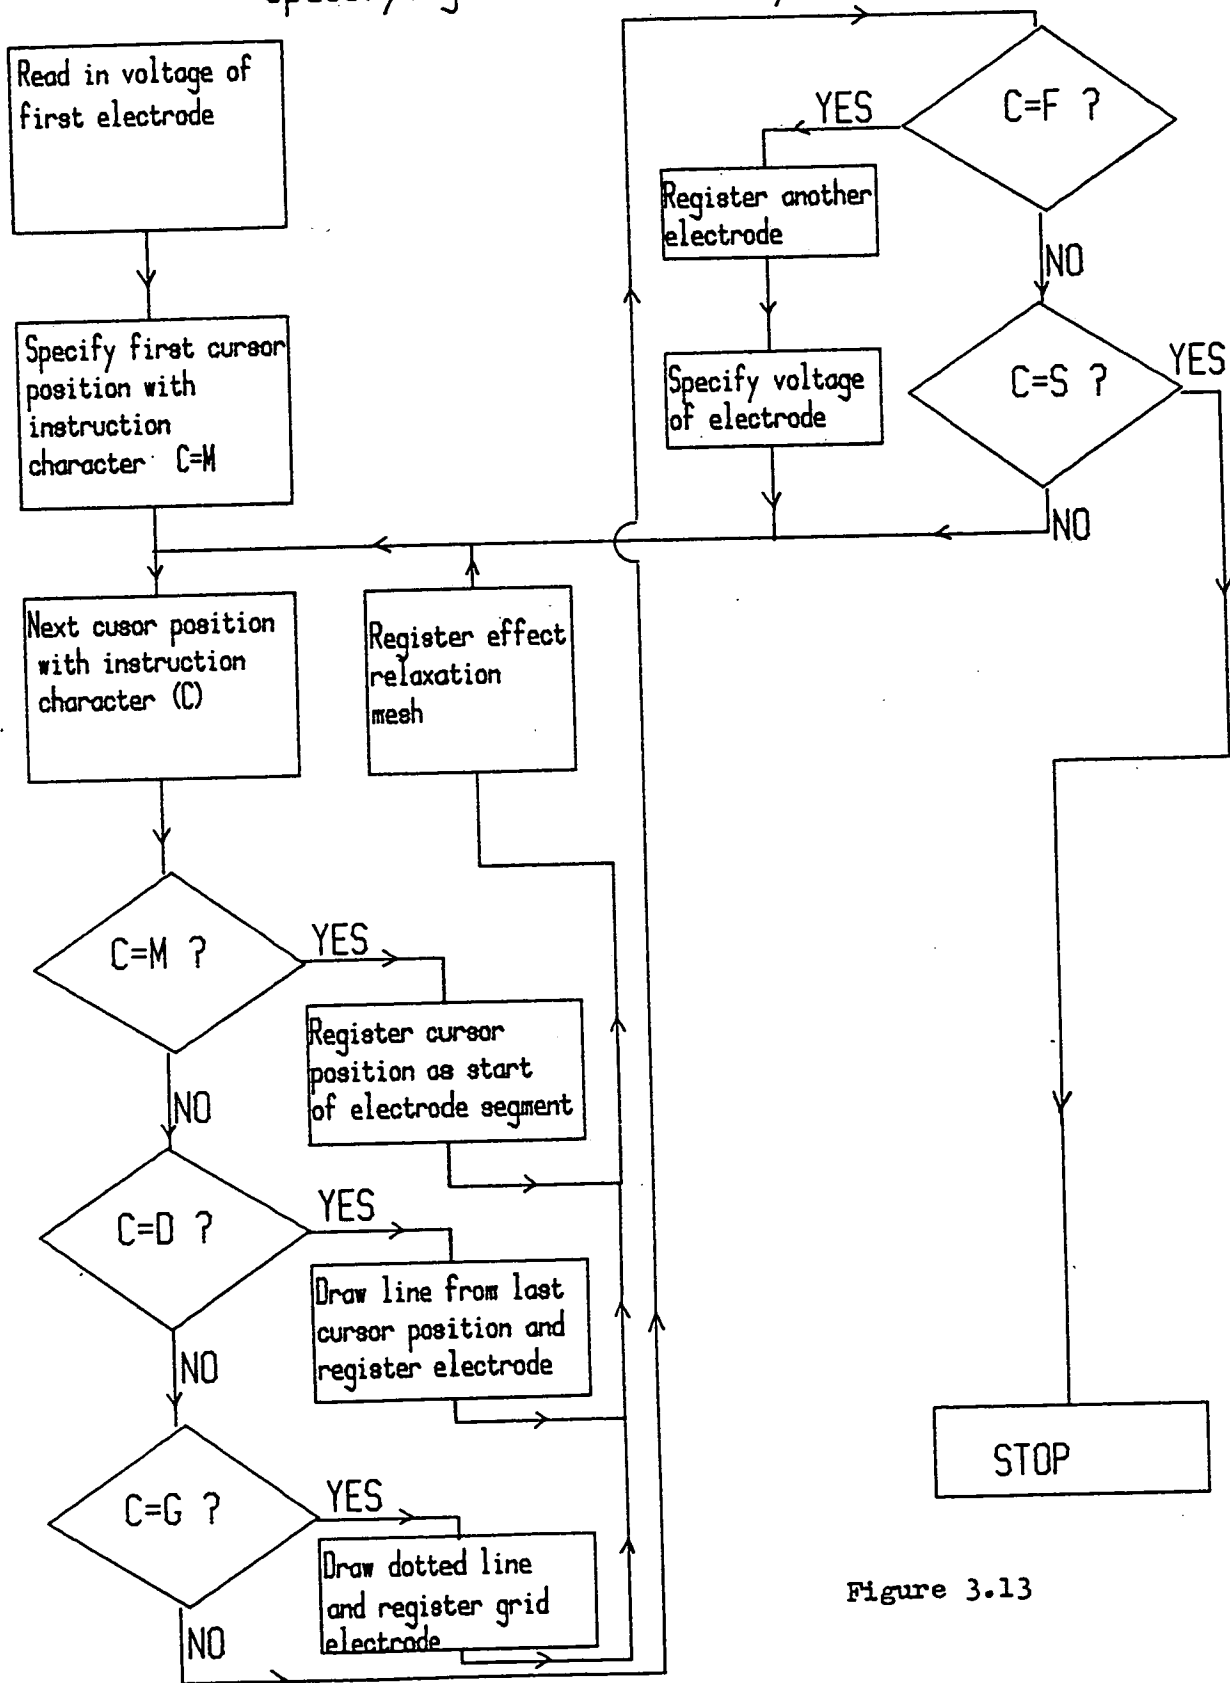 Read in voltage of
first electrode
Specify first cursor
position with
instruction
character C=M
Next cusor position
with instruction
character (C)
Register effect
relaxation
mesh
C=M ?
YES
NO
Register cursor
position as start
of electrode segment
C=D ?
YES
NO
Draw line from last
cursor position and
register electrode
C=G ?
YES
NO
Draw dotted line
and register grid
electrode
C=F ?
YES
NO
Register another
electrode
Specify voltage
of electrode
C=S ?
YES
NO
STOP
Figure 3.13